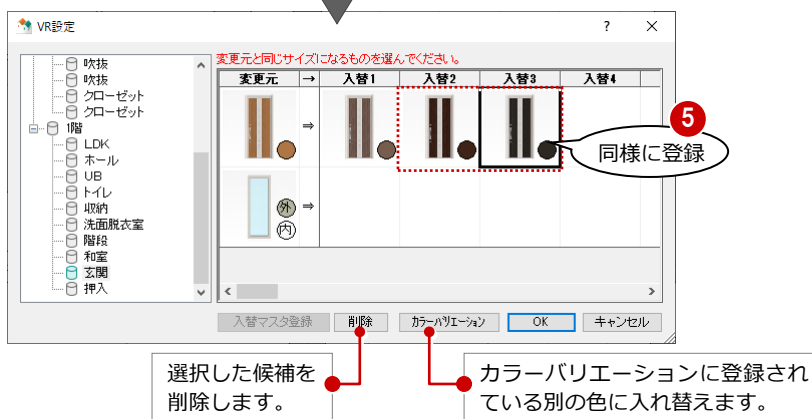 VR設定
? ×
変更元と同じサイズになるものを選んでください。
吹抜
吹抜
クローゼット
クローゼット
1階
LDK
ホール
UB
トイレ
収納
洗面脱衣室
階段
和室
玄関
押入
変更元 → 入替1 入替2 入替3 入替4
⇒
外 ⇒
内
5
同様に登録
入替マスタ登録 削除 カラーバリエーション OK キャンセル
選択した候補を
削除します。
カラーバリエーションに登録され
ている別の色に入れ替えます。